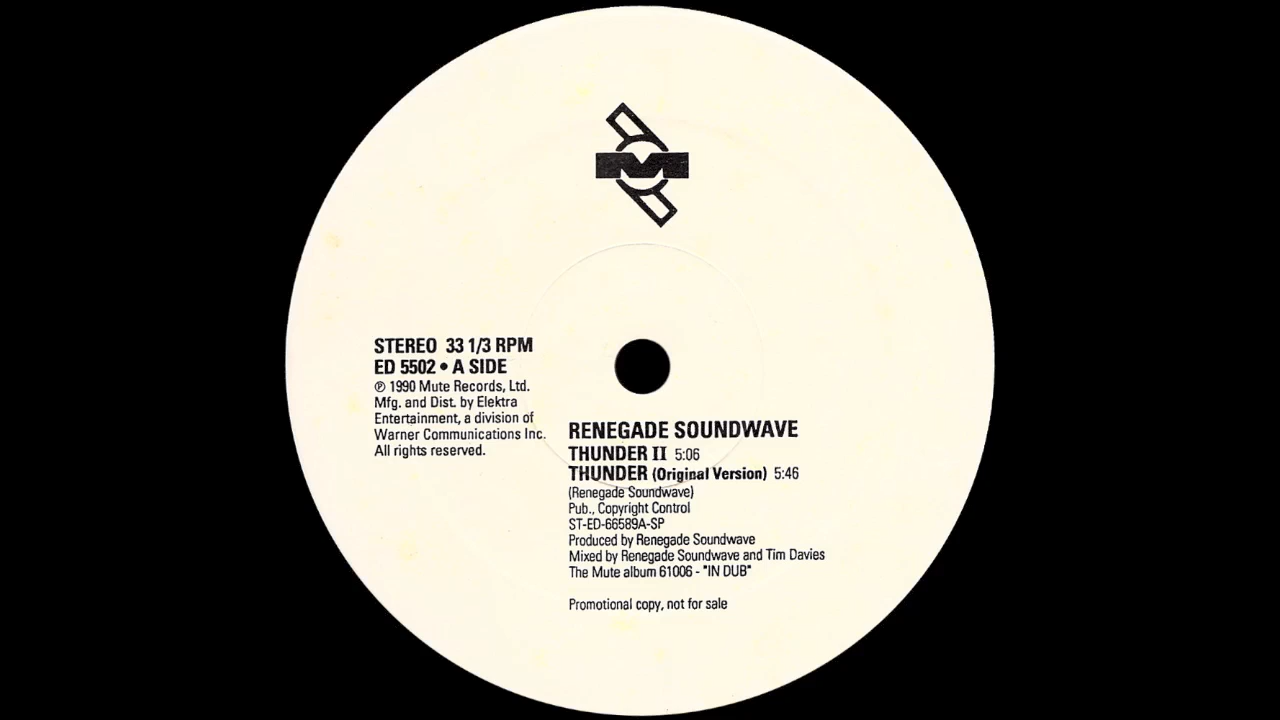 M
STEREO 33 1/3 RPM
ED 5502 • A SIDE
℗ 1990 Mute Records, Ltd.
Mfg. and Dist. by Elektra
Entertainment, a division of
Warner Communications Inc.
All rights reserved.
RENEGADE SOUNDWAVE
THUNDER II 5:06
THUNDER (Original Version) 5:46
(Renegade Soundwave)
Pub., Copyright Control
ST-ED-66589A-SP
Produced by Renegade Soundwave
Mixed by Renegade Soundwave and Tim Davies
The Mute album 61006 - "IN DUB"
Promotional copy, not for sale